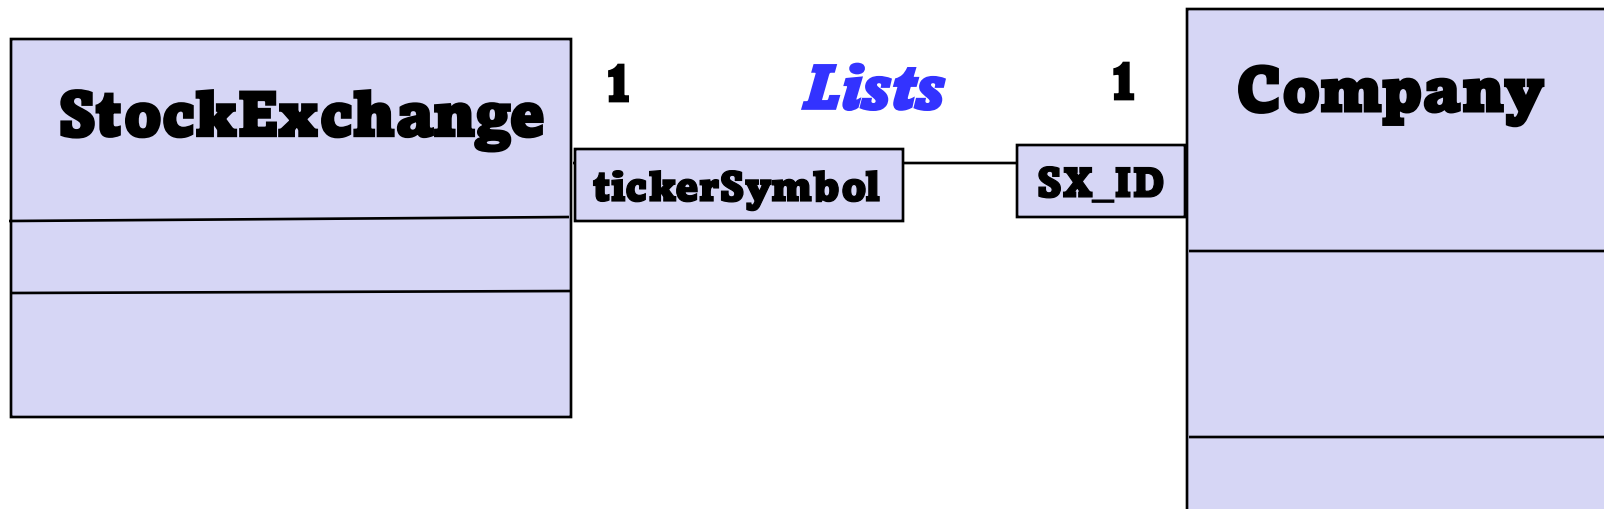 StockExchange
1
Lists
1
Company
tickerSymbol
SX_ID